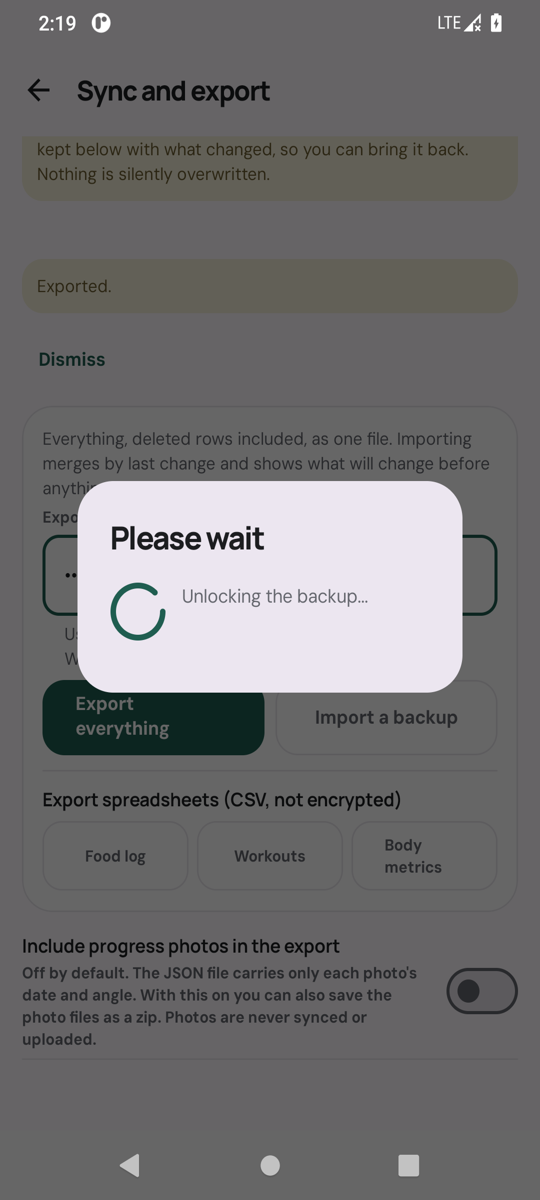 2:19
LTE
Sync and export
kept below with what changed, so you can bring it back.
Nothing is silently overwritten.
Exported.
Dismiss
Everything, deleted rows included, as one file. Importing
merges by last change and shows what will change before
Please wait
Unlocking the backup...
Export
everything
Import a backup
Export spreadsheets (CSV, not encrypted)
Food log
Workouts
Body
metrics
Include progress photos in the export
Off by default. The JSON file carries only each photo's
date and angle. With this on you can also save the
photo files as a zip. Photos are never synced or
uploaded.